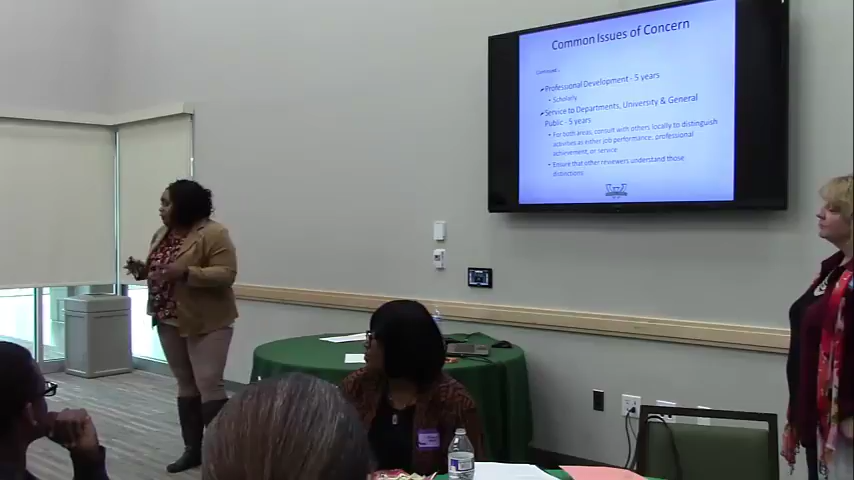 Common Issues of Concern
Continued
Professional Development - 5 years
Scholarly
Service to Departments, University & General
Public - 5 years
For both areas, consult with others locally to distinguish
activities as either job performance, professional
achievement, or service
Ensure that other reviewers understand those
distinctions